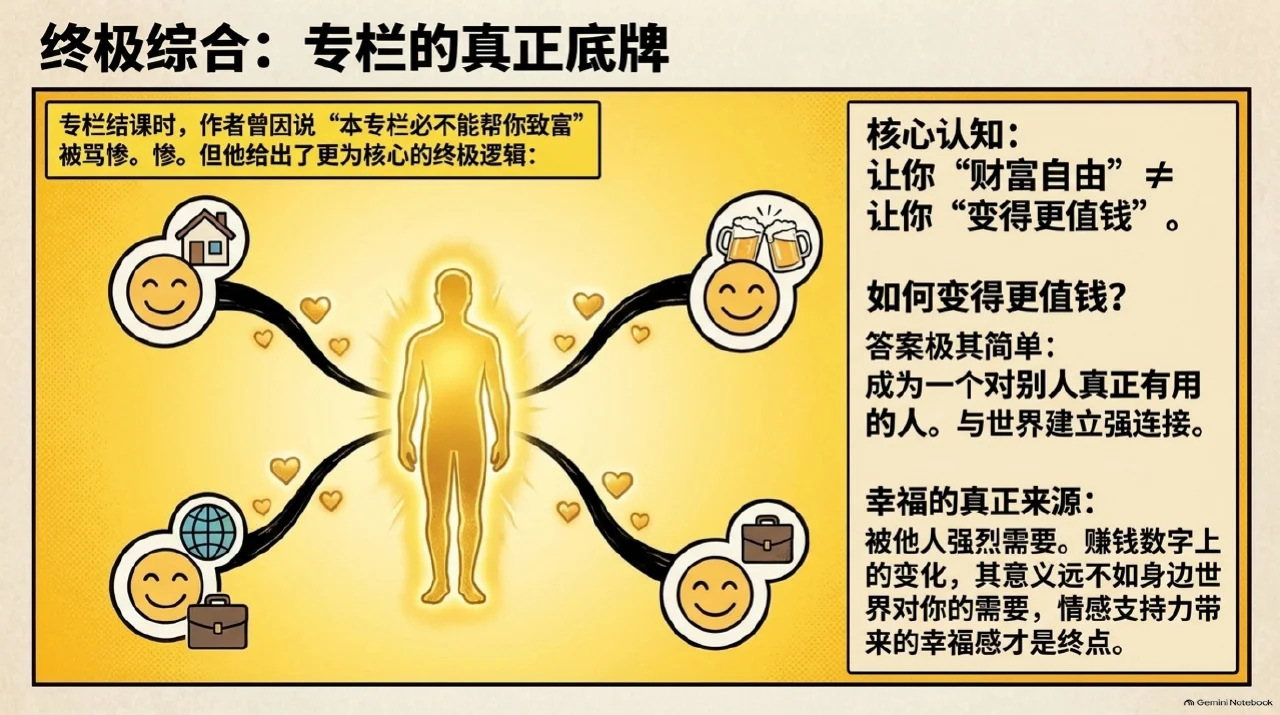 终极综合：专栏的真正底牌
专栏结课时，作者曾因说“本专栏必不能帮你致富”
被骂惨。惨。但他给出了更为核心的终极逻辑：
核心认知：
让你“财富自由”≠
让你“变得更值钱”。
如何变得更值钱？
答案极其简单：
成为一个对别人真正有用
的人。与世界建立强连接。
幸福的真正来源：
被他人强烈需要。赚钱数字上
的变化，其意义远不如身边世
界对你的需要，情感支持力带
来的幸福感才是终点。
Gemini Notebook